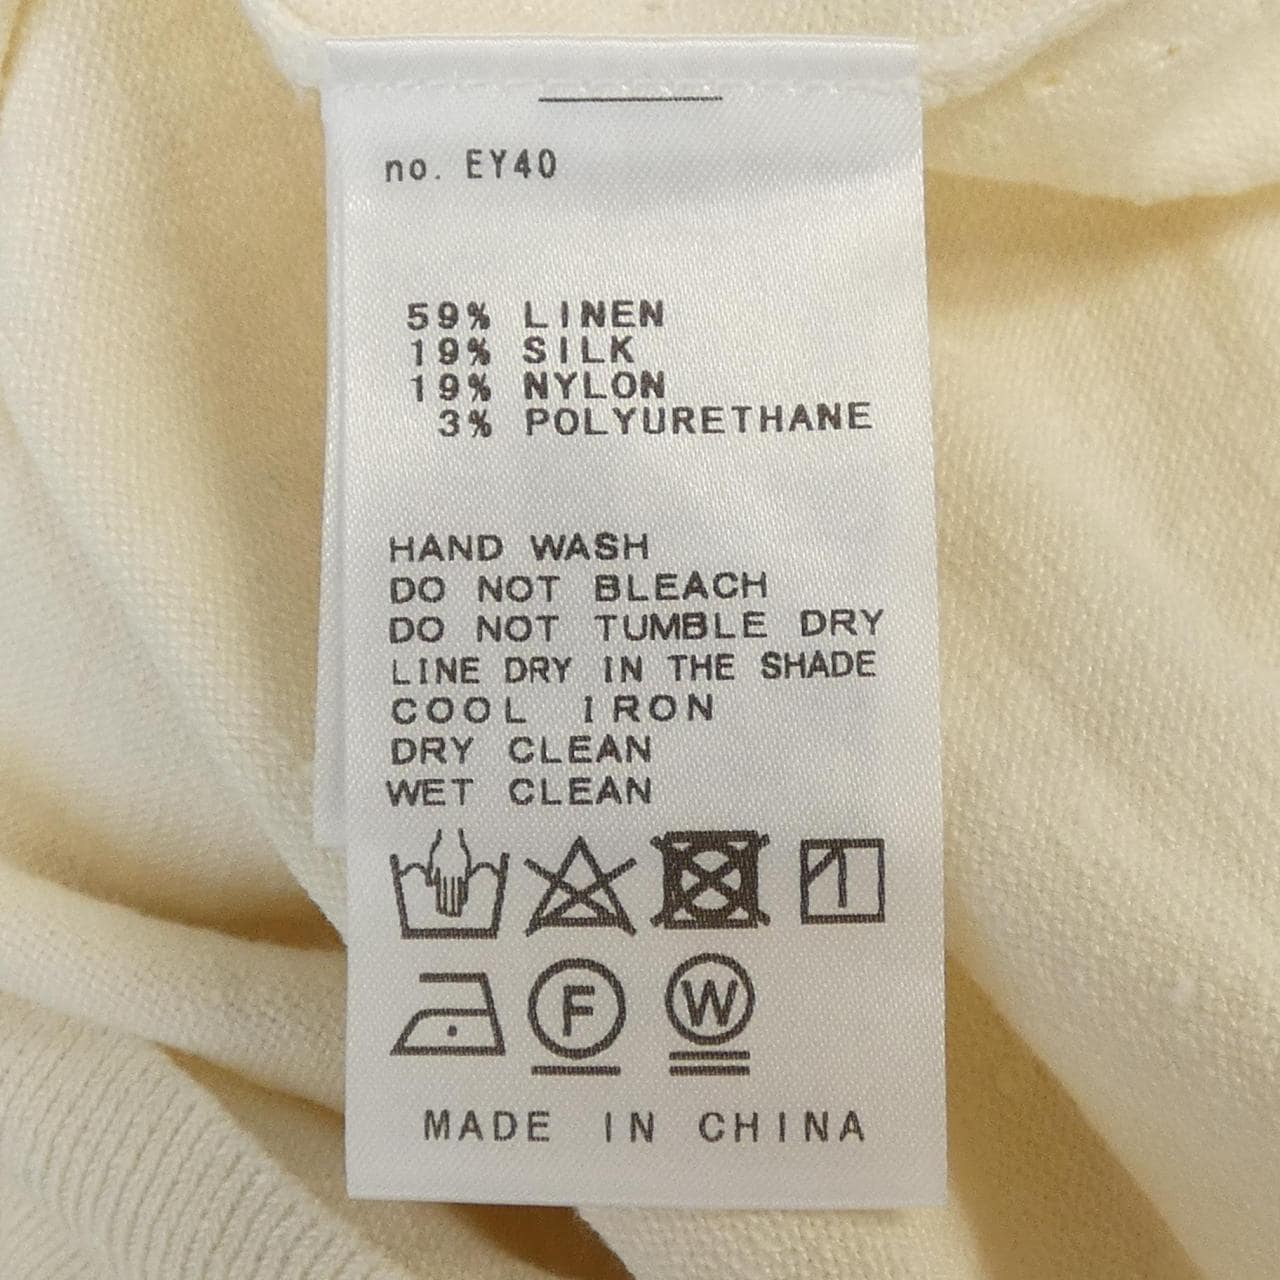 no. EY40
59% LINEN
19% SILK
19% NYLON
3% POLYURETHANE
HAND WASH
DO NOT BLEACH
DO NOT TUMBLE DRY
LINE DRY IN THE SHADE
COOL IRON
DRY CLEAN
WET CLEAN
F W
MADE IN CHINA